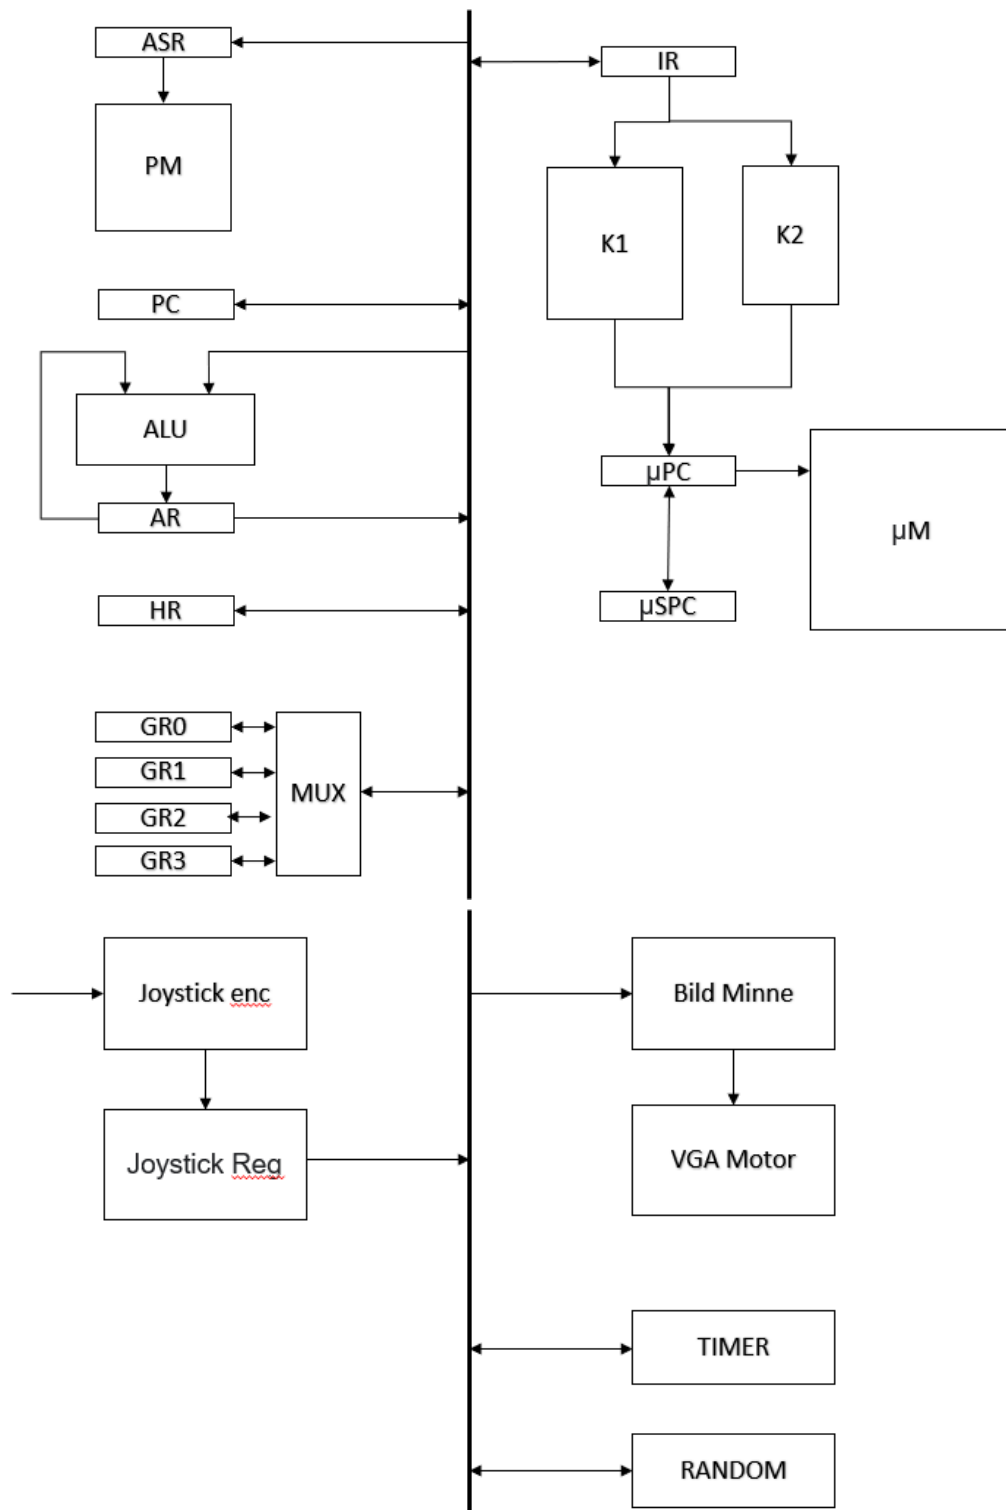 ASR
IR
PM
K1
K2
PC
ALU
µPC
AR
µM
HR
µSPC
GR0
GR1
MUX
GR2
GR3
Joystick enc
Bild Minne
Joystick Reg
VGA Motor
TIMER
RANDOM